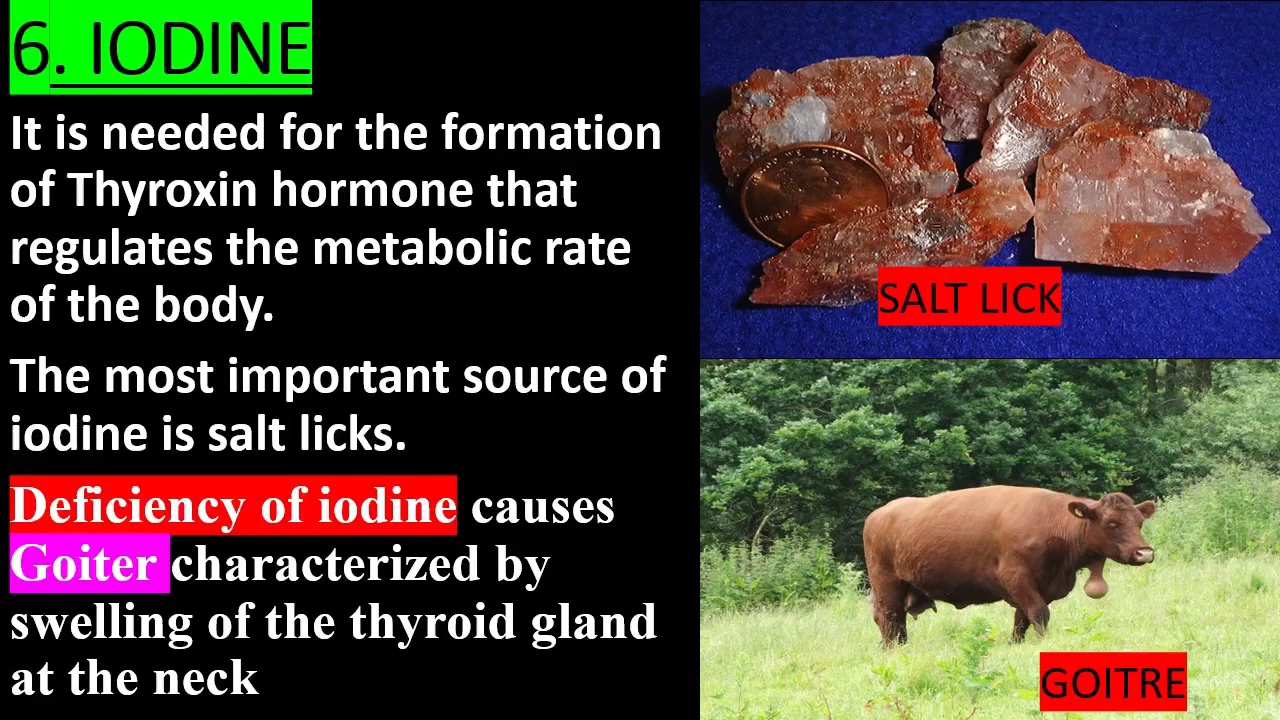 6. IODINE
It is needed for the formation
of Thyroxin hormone that
regulates the metabolic rate
of the body.
The most important source of
iodine is salt licks.
Deficiency of iodine causes
Goiter characterized by
swelling of the thyroid gland
at the neck
SALT LICK
GOITRE